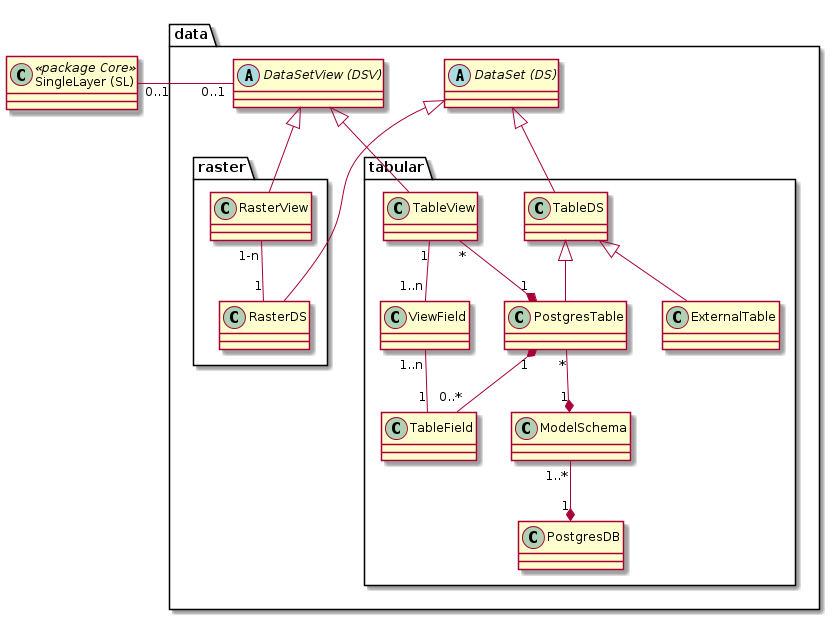 data
C «package Core»
SingleLayer (SL)
A DataSetView (DSV)
A DataSet (DS)
0..1
0..1
raster
tabular
C RasterView
C TableView
C TableDS
1-n
1
*
1
1..n
1
C RasterDS
C ViewField
C PostgresTable
C ExternalTable
1..n
1
*
1
0..*
1
C TableField
C ModelSchema
1..*
1
C PostgresDB